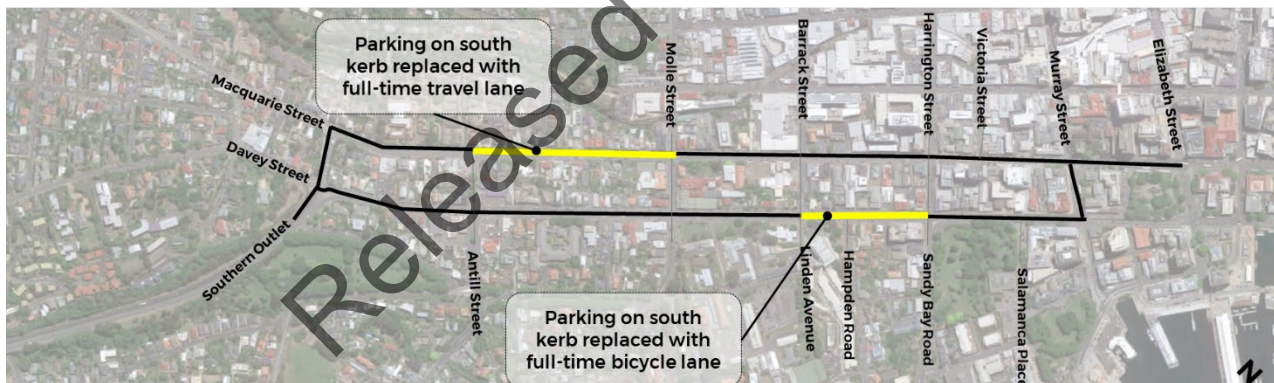 Parking on south
kerb replaced with
full-time travel lane
Macquarie Street
Davey Street
Southern Outlet
Released
Molle Street
Barrack Street
Harrington Street
Victoria Street
Murray Street
Elizabeth Street
Antill Street
Parking on south
kerb replaced with
full-time bicycle lane
Linden Avenue
Hampden Road
Sandy Bay Road
Salamanca Place
N